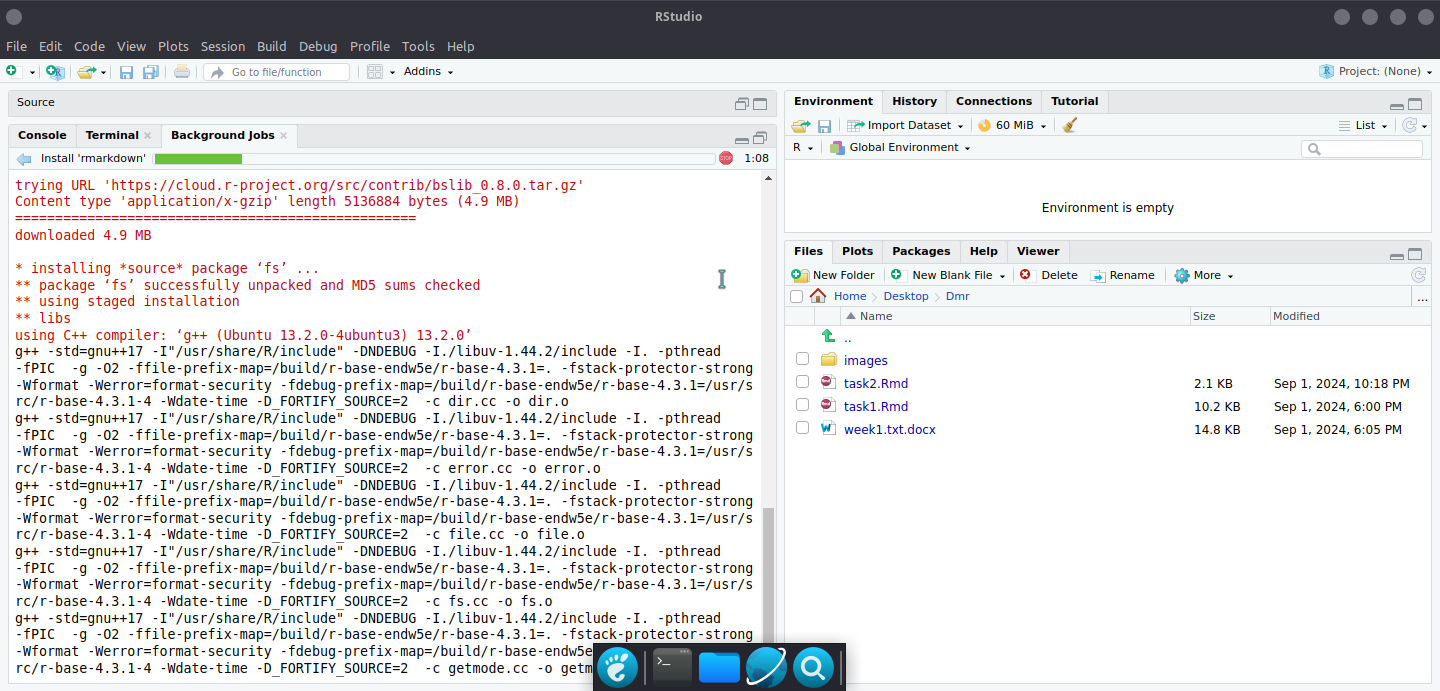 RStudio
File Edit Code View Plots Session Build Debug Profile Tools Help
Go to file/function
Addins
Project: (None)
Source
Console Terminal Background Jobs
Install 'rmarkdown'
STOP
1:08
trying URL 'https://cloud.r-project.org/src/contrib/bslib_0.8.0.tar.gz'
Content type 'application/x-gzip' length 5136884 bytes (4.9 MB)
==================================================
downloaded 4.9 MB
* installing *source* package ‘fs’ ...
** package ‘fs’ successfully unpacked and MD5 sums checked
** using staged installation
** libs
using C++ compiler: ‘g++ (Ubuntu 13.2.0-4ubuntu3) 13.2.0’
g++ -std=gnu++17 -I"/usr/share/R/include" -DNDEBUG -I./libuv-1.44.2/include -I. -pthread
-fPIC  -g -O2 -ffile-prefix-map=/build/r-base-endw5e/r-base-4.3.1=. -fstack-protector-strong
-Wformat -Werror=format-security -fdebug-prefix-map=/build/r-base-endw5e/r-base-4.3.1=/usr/s
rc/r-base-4.3.1-4 -Wdate-time -D_FORTIFY_SOURCE=2  -c dir.cc -o dir.o
g++ -std=gnu++17 -I"/usr/share/R/include" -DNDEBUG -I./libuv-1.44.2/include -I. -pthread
-fPIC  -g -O2 -ffile-prefix-map=/build/r-base-endw5e/r-base-4.3.1=. -fstack-protector-strong
-Wformat -Werror=format-security -fdebug-prefix-map=/build/r-base-endw5e/r-base-4.3.1=/usr/s
rc/r-base-4.3.1-4 -Wdate-time -D_FORTIFY_SOURCE=2  -c error.cc -o error.o
g++ -std=gnu++17 -I"/usr/share/R/include" -DNDEBUG -I./libuv-1.44.2/include -I. -pthread
-fPIC  -g -O2 -ffile-prefix-map=/build/r-base-endw5e/r-base-4.3.1=. -fstack-protector-strong
-Wformat -Werror=format-security -fdebug-prefix-map=/build/r-base-endw5e/r-base-4.3.1=/usr/s
rc/r-base-4.3.1-4 -Wdate-time -D_FORTIFY_SOURCE=2  -c file.cc -o file.o
g++ -std=gnu++17 -I"/usr/share/R/include" -DNDEBUG -I./libuv-1.44.2/include -I. -pthread
-fPIC  -g -O2 -ffile-prefix-map=/build/r-base-endw5e/r-base-4.3.1=. -fstack-protector-strong
-Wformat -Werror=format-security -fdebug-prefix-map=/build/r-base-endw5e/r-base-4.3.1=/usr/s
rc/r-base-4.3.1-4 -Wdate-time -D_FORTIFY_SOURCE=2  -c fs.cc -o fs.o
g++ -std=gnu++17 -I"/usr/share/R/include" -DNDEBUG -I./libuv-1.44.2/include -I. -pthread
-fPIC  -g -O2 -ffile-prefix-map=/build/r-base-endw5e/r-base-4.3.1=. -fstack-protector-strong
-Wformat -Werror=format-security -fdebug-prefix-map=/build/r-base-endw5e
rc/r-base-4.3.1-4 -Wdate-time -D_FORTIFY_SOURCE=2  -c getmode.cc -o getm
Environment History Connections Tutorial
Import Dataset 60 MiB List
R Global Environment
Environment is empty
Files Plots Packages Help Viewer
New Folder New Blank File Delete Rename More
Home Desktop Dmr ...
Name Size Modified
..
images
task2.Rmd 2.1 KB Sep 1, 2024, 10:18 PM
task1.Rmd 10.2 KB Sep 1, 2024, 6:00 PM
week1.txt.docx 14.8 KB Sep 1, 2024, 6:05 PM